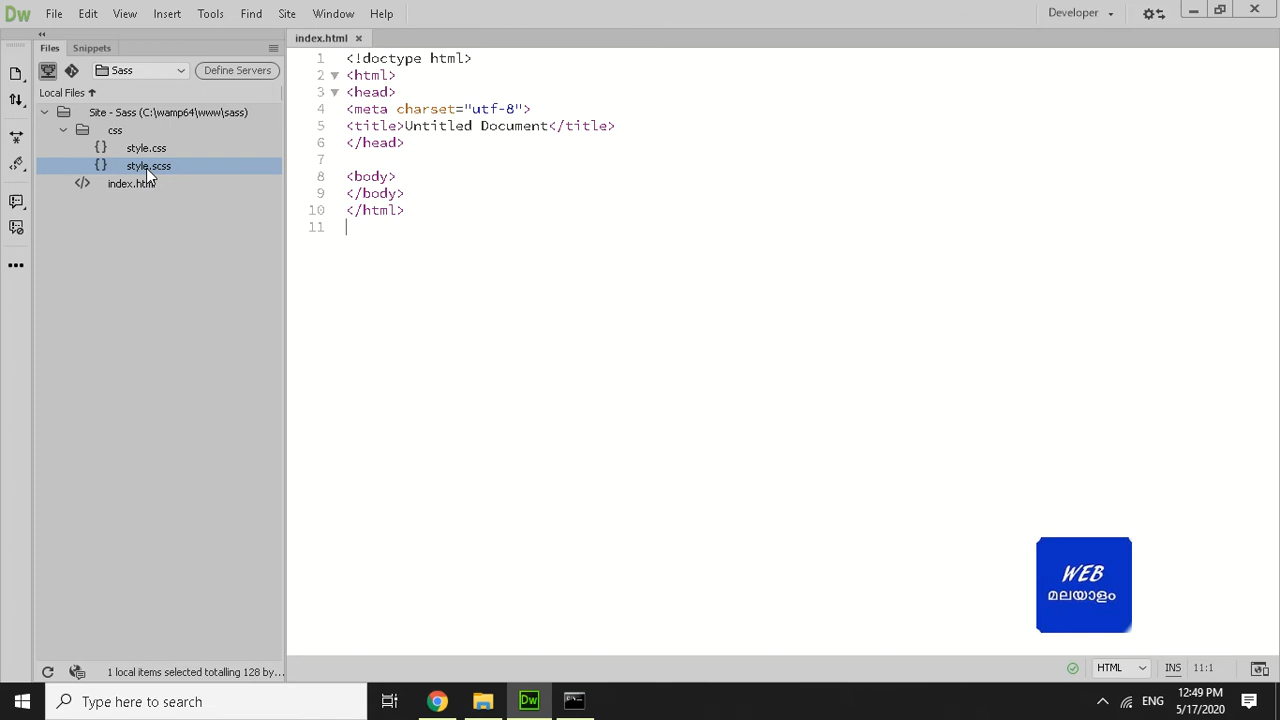 Dw File Edit View Insert Tools Find Site Window Help Developer
Files Snippets
Sass Define Servers
Local Files
Site - Sass (C:\wamp64\www\sass)
css
style.css
style.scss
index.html
1 local items selected totalling 128 by...
index.html
1 <!doctype html>
2 <html>
3 <head>
4 <meta charset="utf-8">
5 <title>Untitled Document</title>
6 </head>
7
8 <body>
9 </body>
10 </html>
11
WEB
മലയാളം
HTML INS 11:1
Type here to search
Dw
ENG
12:49 PM
5/17/2020